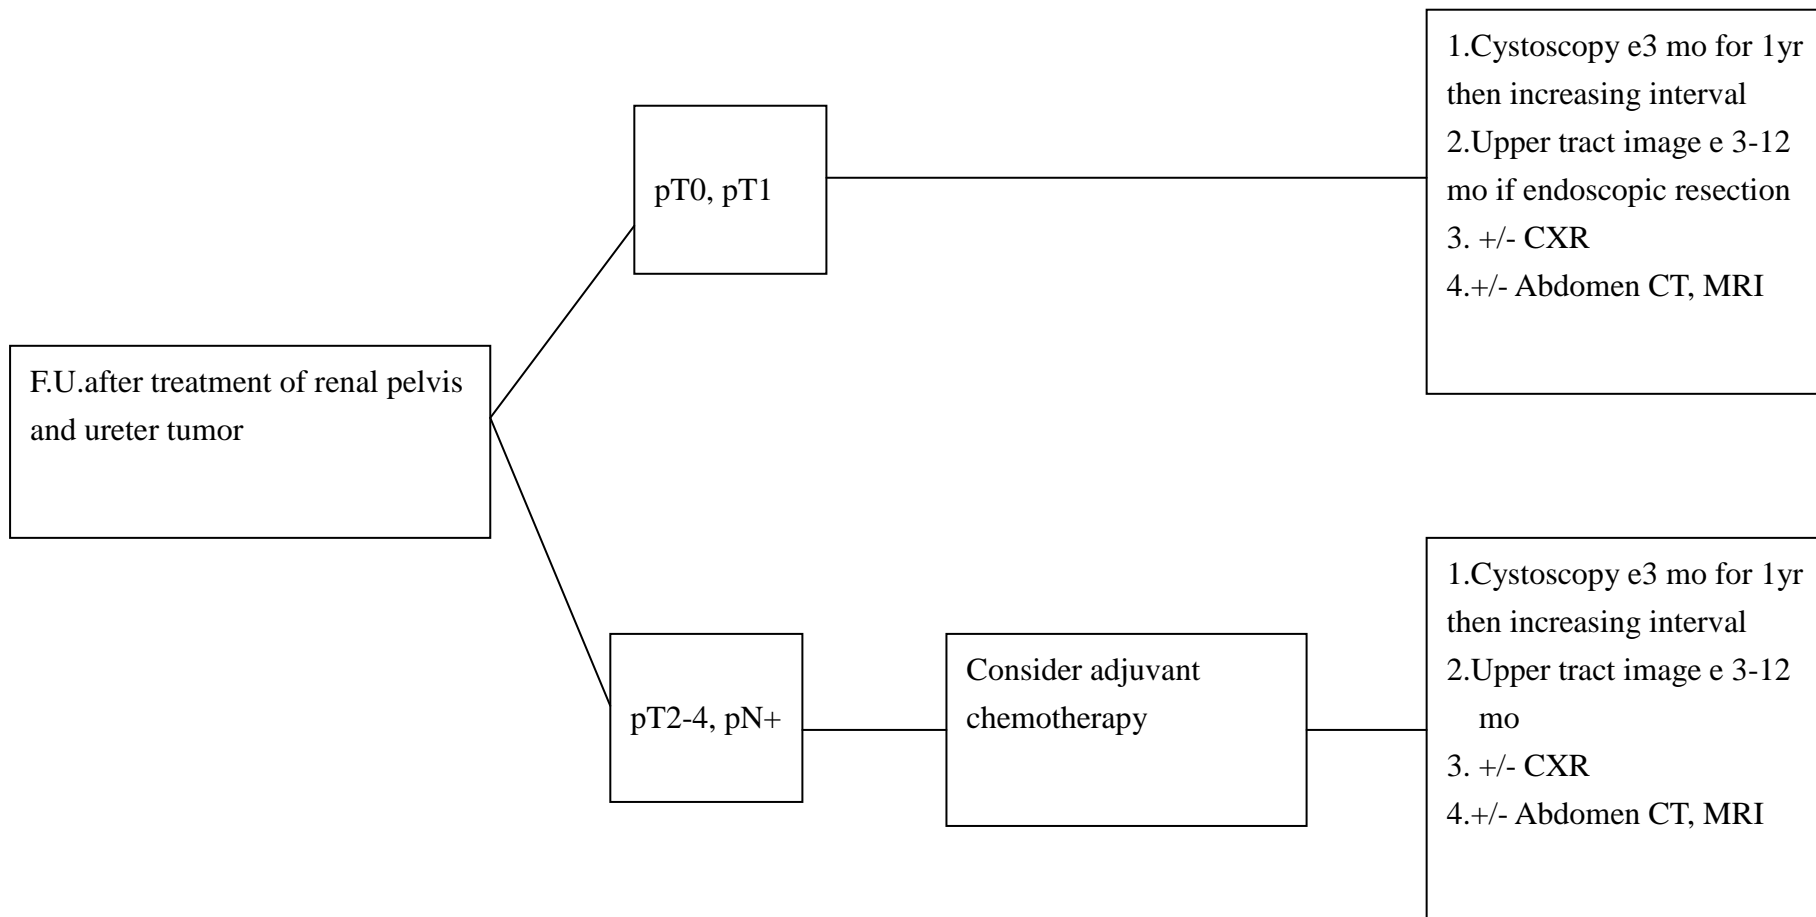 F.U.after treatment of renal pelvis
and ureter tumor
pT0, pT1
1.Cystoscopy e3 mo for 1yr
then increasing interval
2.Upper tract image e 3-12
mo if endoscopic resection
3. +/- CXR
4.+/- Abdomen CT, MRI
pT2-4, pN+
Consider adjuvant
chemotherapy
1.Cystoscopy e3 mo for 1yr
then increasing interval
2.Upper tract image e 3-12
mo
3. +/- CXR
4.+/- Abdomen CT, MRI